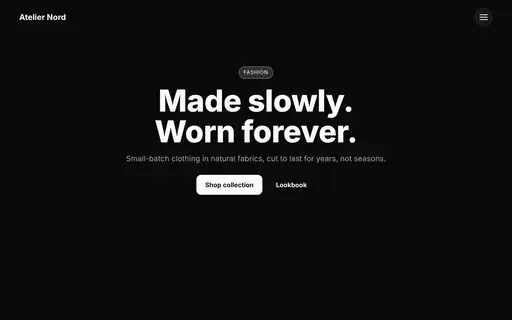 Atelier Nord
FASHION
Made slowly.
Worn forever.
Small-batch clothing in natural fabrics, cut to last for years, not seasons.
Shop collection
Lookbook